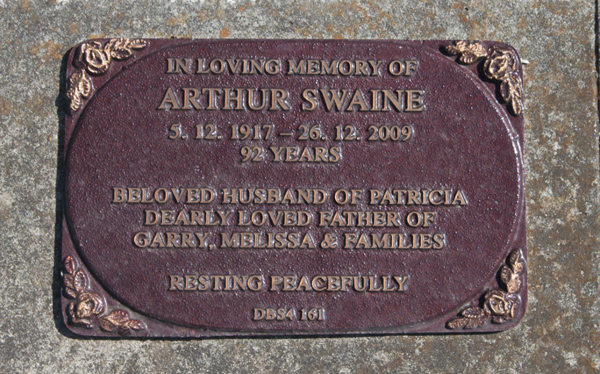 IN LOVING MEMORY OF
ARTHUR SWAINE
5. 12. 1917 – 26. 12. 2009
92 YEARS
BELOVED HUSBAND OF PATRICIA
DEARLY LOVED FATHER OF
GARRY, MELISSA & FAMILIES
RESTING PEACEFULLY
DBS4 161